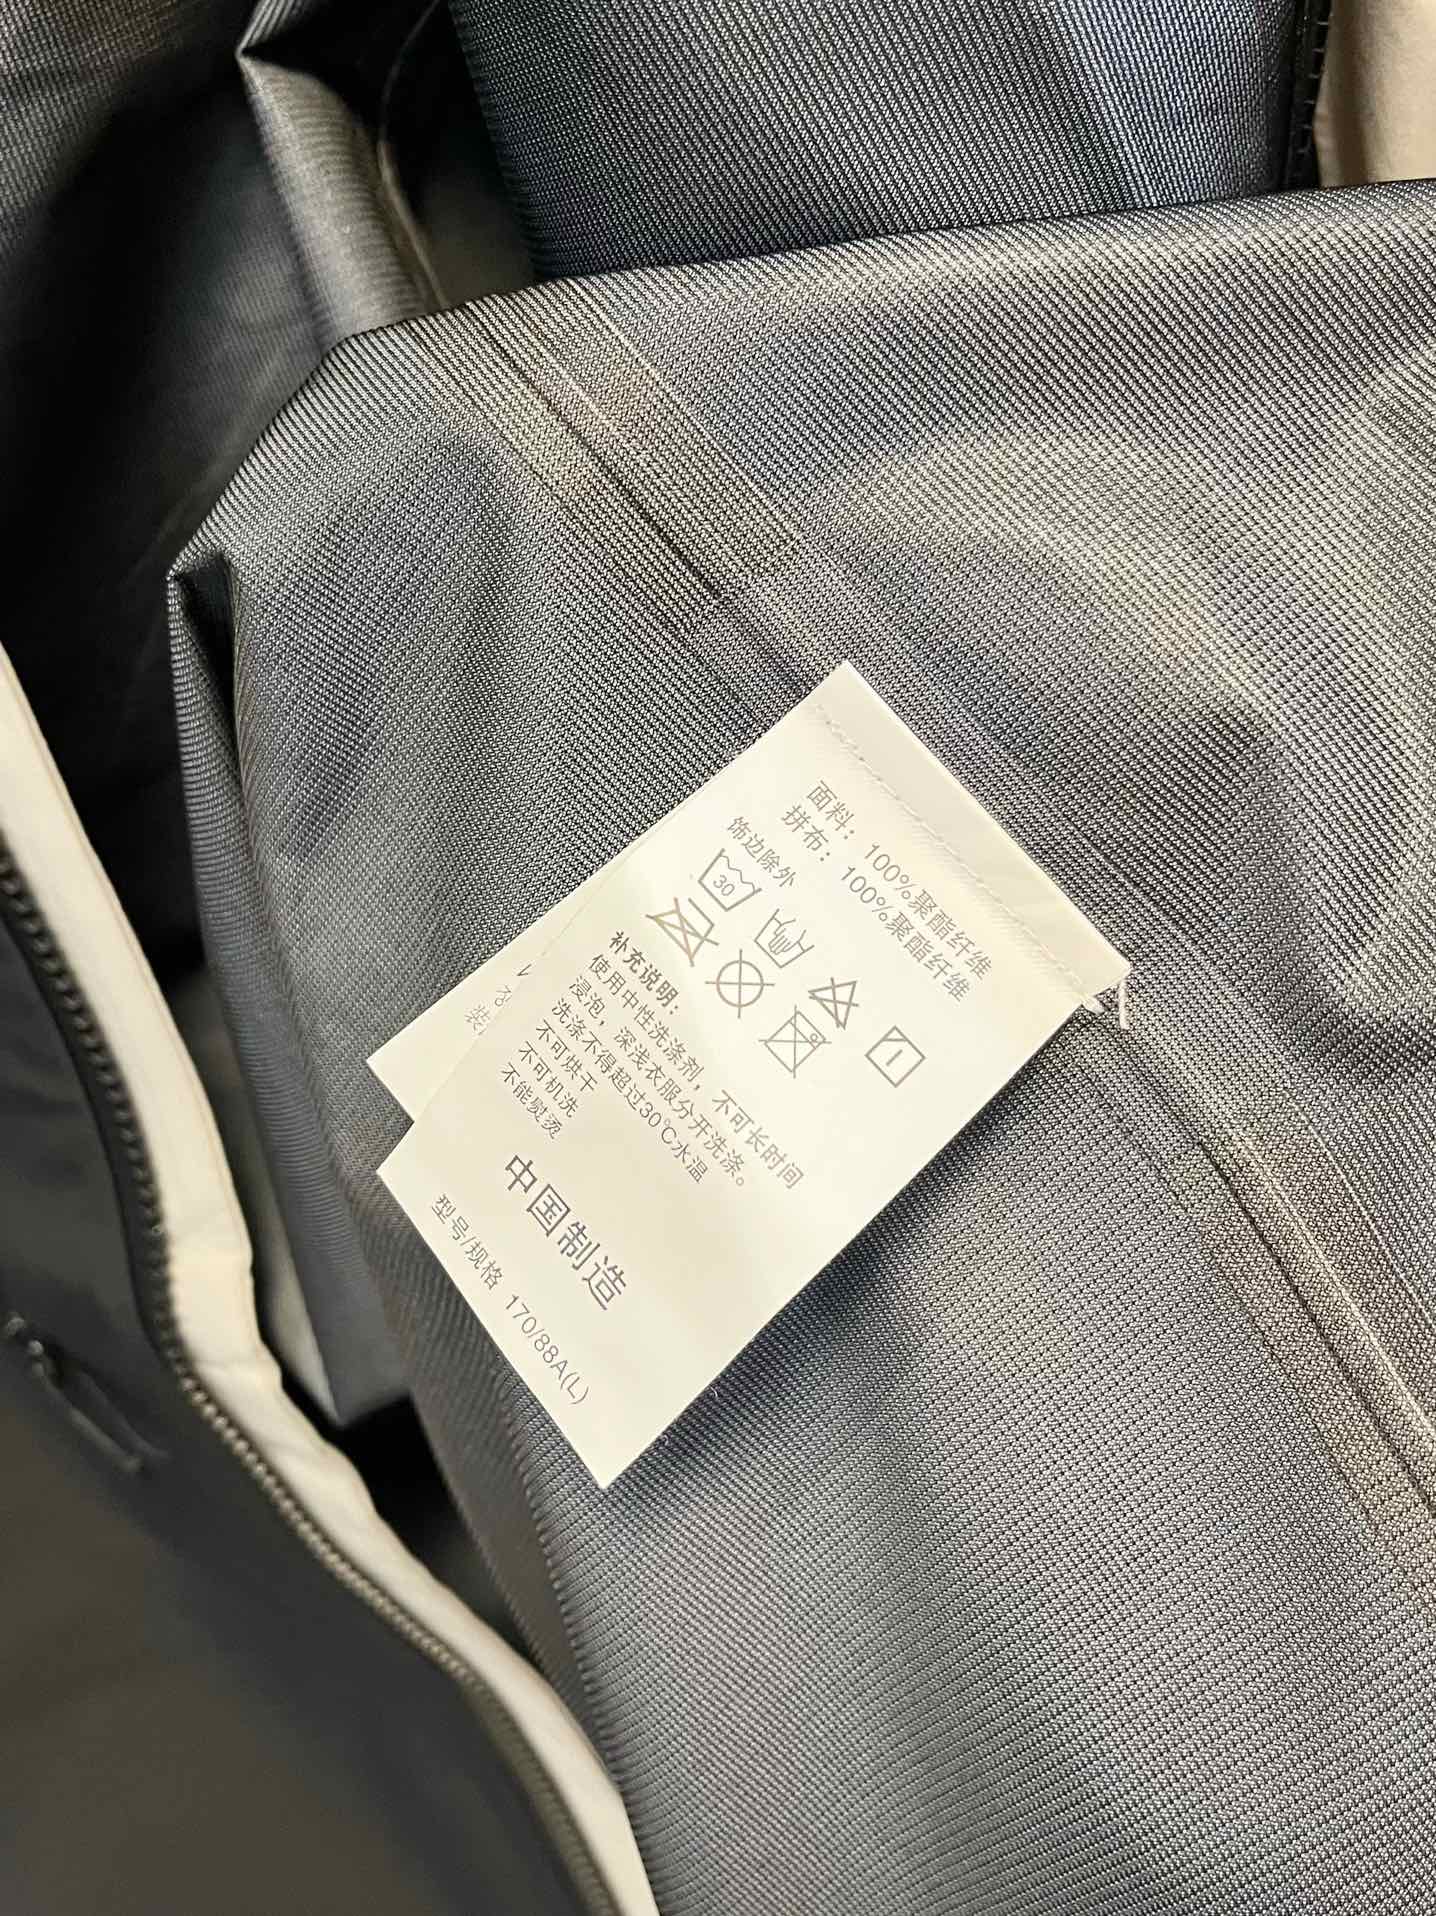 面料：100%聚酯纤维
拼布：100%聚酯纤维
饰边除外
30
补充说明：
使用中性洗涤剂，不可长时间
浸泡，深浅衣服分开洗涤。
洗涤不得超过30℃水温
不可烘干
不可机洗
不能熨烫
中国制造
型号/规格 170/88A(L)
装